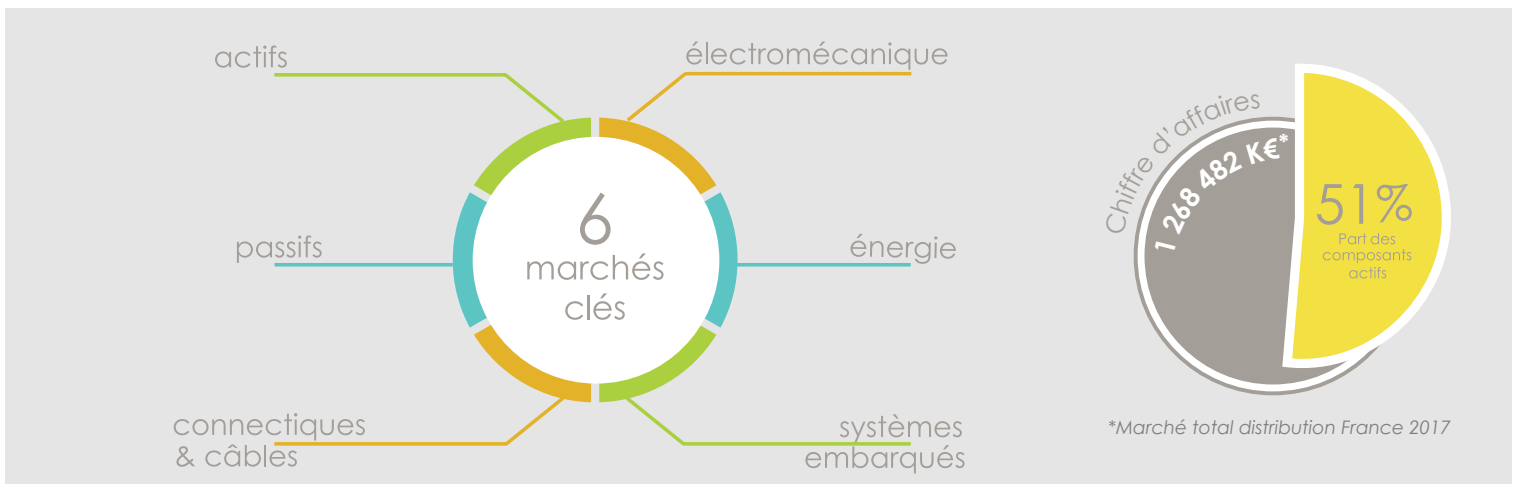 actifs
électromécanique
passifs
énergie
6
marchés
clés
connectiques
& câbles
systèmes
embarqués
Chiffre d'affaires
1 268 482 K€*
51%
Part des
composants
actifs
*Marché total distribution France 2017